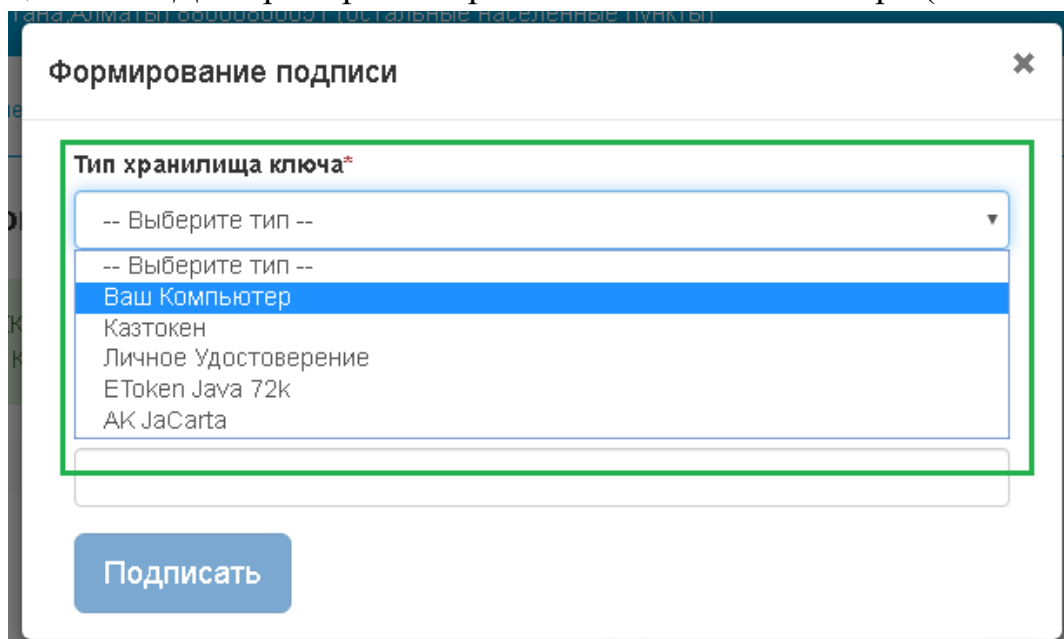 Формирование подписи
Тип хранилища ключа*
-- Выберите тип --
-- Выберите тип --
Ваш Компьютер
Казтокен
Личное Удостоверение
EToken Java 72k
AK JaCarta
Подписать